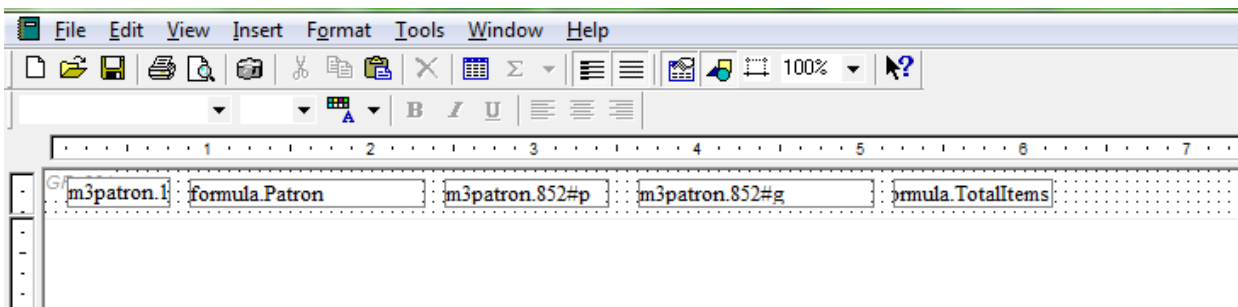 File Edit View Insert Format Tools Window Help
Σ 100%
A B I U
1 2 3 4 5 6 7
m3patron.1 formula.Patron m3patron.852#p m3patron.852#g ormula.TotalItems